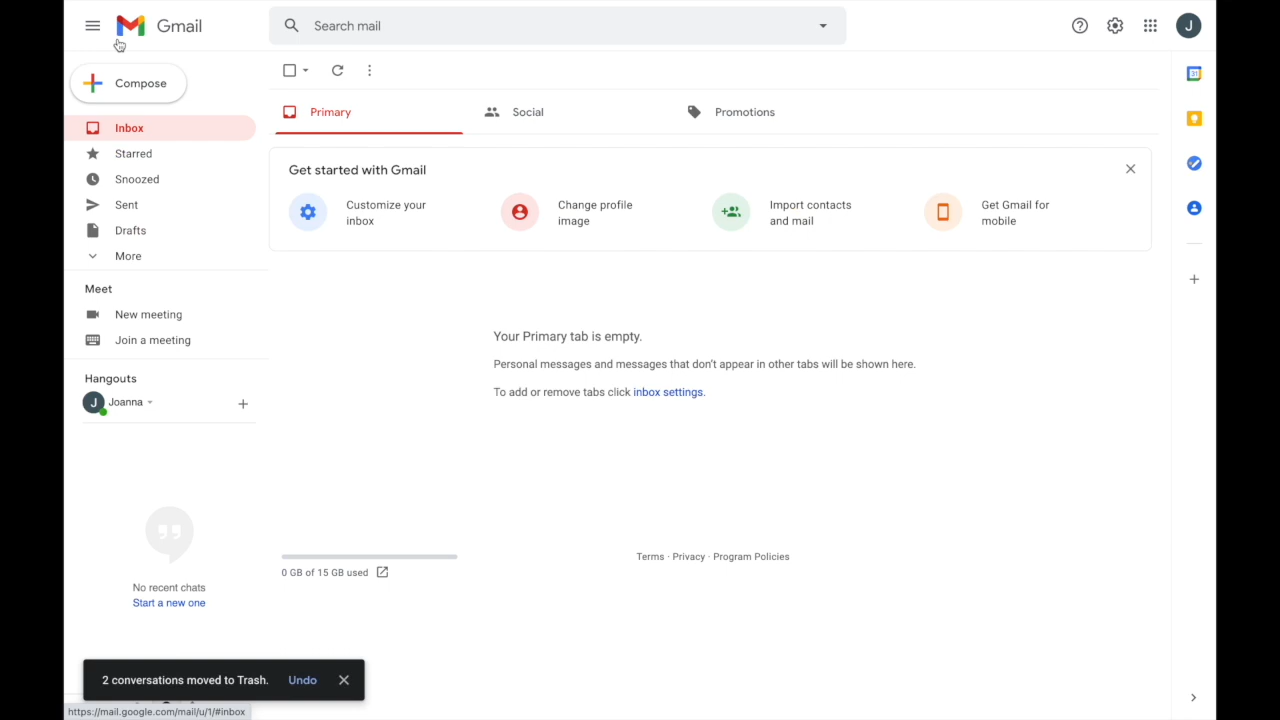 Gmail
Search mail
J
Compose
Inbox
Starred
Snoozed
Sent
Drafts
More
Meet
New meeting
Join a meeting
Hangouts
J
Joanna
No recent chats
Start a new one
Primary
Social
Promotions
Get started with Gmail
Customize your
inbox
Change profile
image
Import contacts
and mail
Get Gmail for
mobile
Your Primary tab is empty.
Personal messages and messages that don't appear in other tabs will be shown here.
To add or remove tabs click inbox settings.
0 GB of 15 GB used
Terms · Privacy · Program Policies
31
2 conversations moved to Trash.
Undo
https://mail.google.com/mail/u/1/#inbox